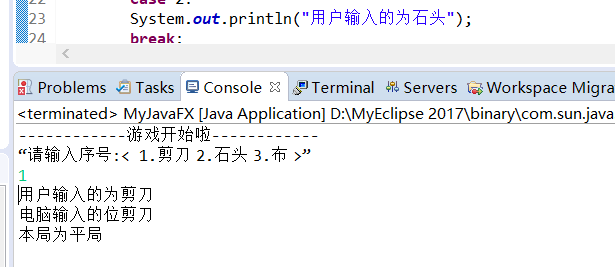 22 case 2:
23 System.out.println("用户输入的为石头");
24 break;
Problems Tasks Console Terminal Servers Workspace Migra
<terminated> MyJavaFX [Java Application] D:\MyEclipse 2017\binary\com.sun.java
------------游戏开始啦------------
“请输入序号:< 1.剪刀 2.石头 3.布 >”
1
用户输入的为剪刀
电脑输入的位剪刀
本局为平局